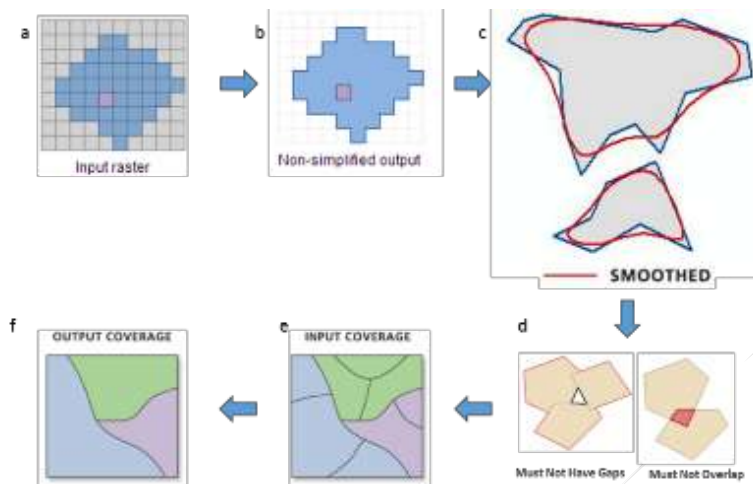 a
Input raster
b
Non-simplified output
c
SMOOTHED
d
Must Not Have Gaps
Must Not Overlap
e
INPUT COVERAGE
f
OUTPUT COVERAGE